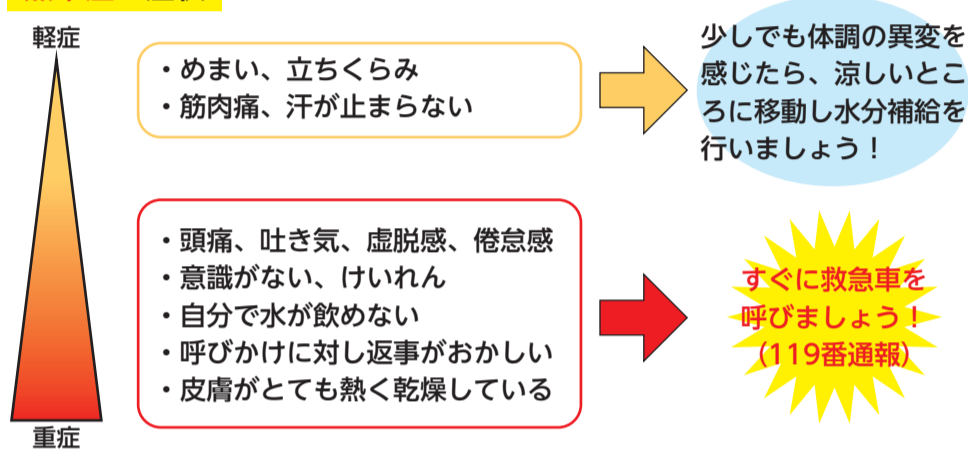 軽症
・めまい、立ちくらみ
・筋肉痛、汗が止まらない
少しでも体調の異変を
感じたら、涼しいとこ
ろに移動し水分補給を
行いましょう！
・頭痛、吐き気、虚脱感、倦怠感
・意識がない、けいれん
・自分で水が飲めない
・呼びかけに対し返事がおかしい
・皮膚がとても熱く乾燥している
すぐに救急車を
呼びましょう！
（119番通報）
重症